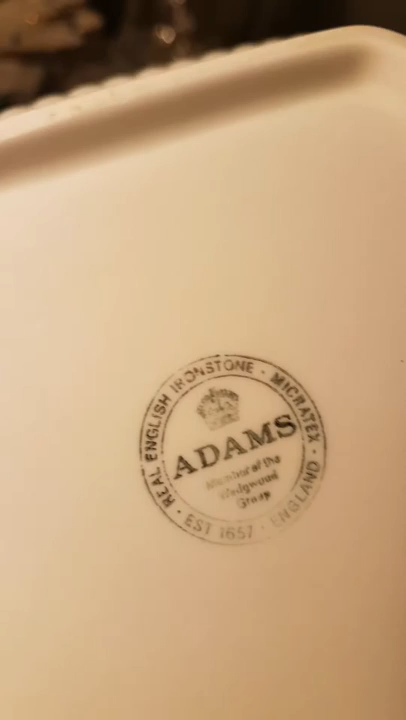 REAL ENGLISH IRONSTONE · MICRATEX
ADAMS
Member of the
Wedgwood
Group
· EST 1657 · ENGLAND ·